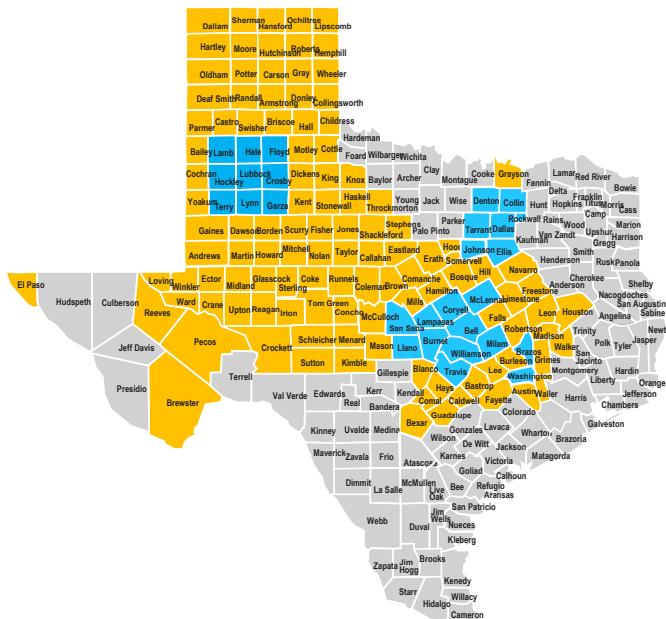 Dallam Sherman Hansford Ochiltree Lipscomb
Hartley Moore Hutchinson Roberts Hemphill
Oldham Potter Carson Gray Wheeler
Deaf Smith Randall Armstrong Donley Collingsworth
Parmer Castro Swisher Briscoe Hall Childress
Hardeman
Bailey Lamb Hale Floyd Motley Cottle Foard Wilbarger Wichita
Clay Montague Cooke Grayson Fannin Lamar Red River
Bowie
Cochran Hockley Lubbock Crosby Dickens King Knox Baylor Archer
Young Jack Wise Denton Collin Hunt Delta Hopkins Franklin Titus Morris Cass
Camp
Yoakum Terry Lynn Garza Kent Stonewall Haskell Throckmorton
Rockwall Rains Wood Upshur Marion
Gaines Dawson Borden Scurry Fisher Jones Shackleford Stephens Palo Pinto Parker Tarrant Dallas Kaufman Van Zandt Gregg Harrison
Andrews Martin Howard Mitchell Nolan Taylor Callahan Eastland Erath Hood Somervell Johnson Ellis Henderson Smith Rusk Panola
El Paso Hudspeth Culberson Loving Winkler Ector Midland Glasscock Sterling Coke Runnels Coleman Brown Comanche Bosque Hill Navarro Anderson Cherokee Shelby
Nacogdoches
San Augustin
Reeves Ward Crane Upton Reagan Irion Tom Green Concho McCulloch Mills Hamilton McLennan Limestone Freestone Leon Houston Angelina Sabine
Jeff Davis Pecos Crockett Schleicher Menard Mason San Saba Lampasas Coryell Bell Falls Robertson Madison Walker Trinity Polk Tyler Jasper Newt
Sutton Kimble Llano Burnet Williamson Milam Brazos Burleson Grimes San Jacinto Hardin
Presidio Brewster Terrell Val Verde Edwards Gillespie Blanco Travis Lee Washington Montgomery Liberty Orange
Jefferson
Real Kerr Kendall Hays Bastrop Fayette Austin Waller Harris Chambers
Bandera Comal Caldwell Colorado Galveston
Kinney Uvalde Medina Bexar Guadalupe Gonzales Lavaca Wharton Brazoria
Maverick Zavala Frio Atascosa Wilson Karnes De Witt Jackson Matagorda
Goliad Victoria Calhoun
Dimmit La Salle McMullen Live Oak Bee Refugio
Aransas
Webb Duval Jim Wells San Patricio
Nueces
Kleberg
Zapata Jim Hogg Brooks Kenedy
Starr Hidalgo Willacy
Cameron